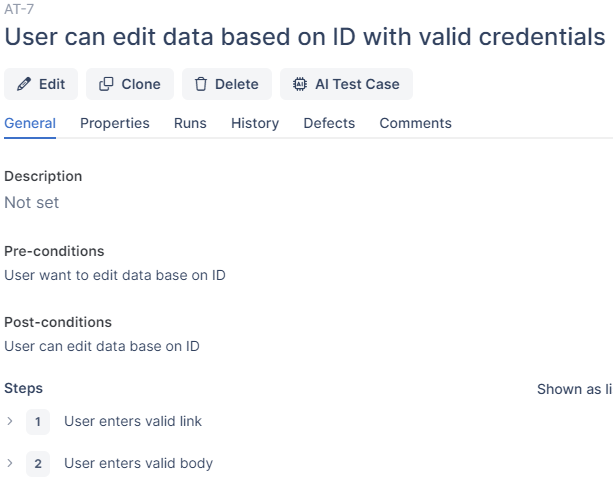 AT-7
User can edit data based on ID with valid credentials
Edit Clone Delete AI Test Case
General Properties Runs History Defects Comments
Description
Not set
Pre-conditions
User want to edit data base on ID
Post-conditions
User can edit data base on ID
Steps Shown as li
1 User enters valid link
2 User enters valid body